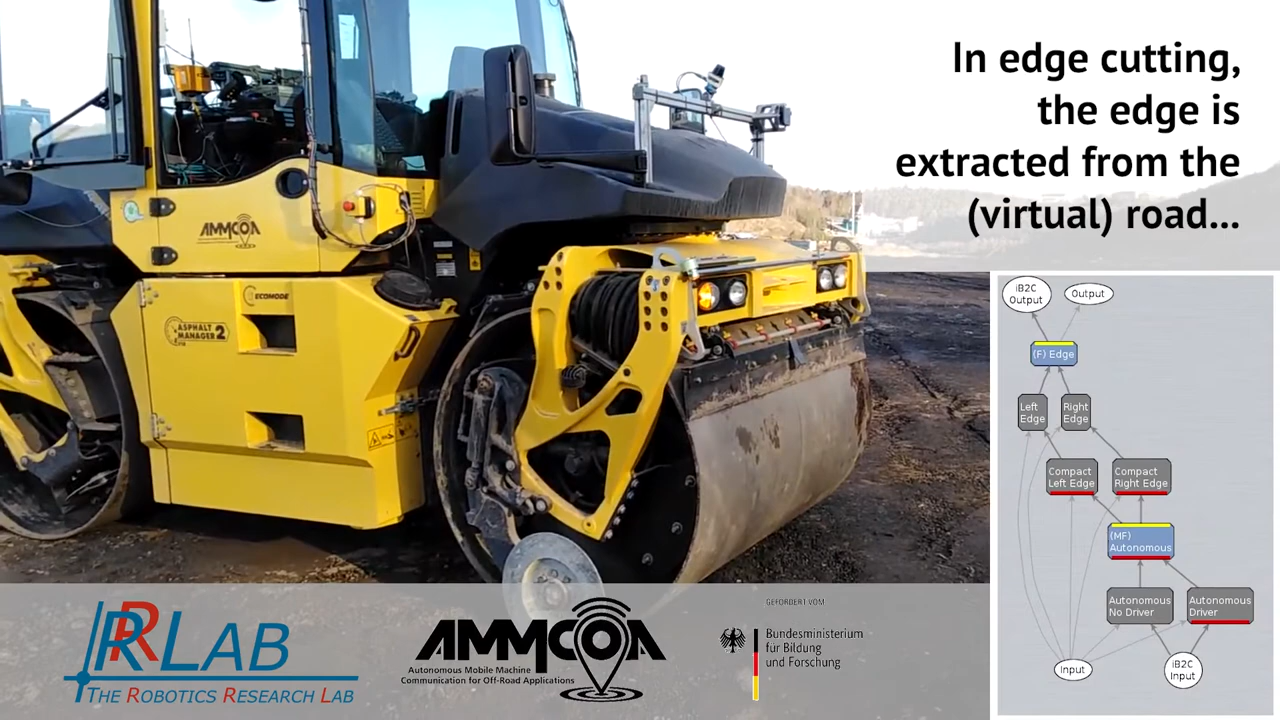 In edge cutting,
the edge is
extracted from the
(virtual) road...
AMMCOA
ECOMODE
ASPHALT
MANAGER 2
iB2C
Output
Output
(F) Edge
Left
Edge
Right
Edge
Compact
Left Edge
Compact
Right Edge
(MF)
Autonomous
Autonomous
No Driver
Autonomous
Driver
Input
iB2C
Input
RRLAB
THE ROBOTICS RESEARCH LAB
AMMCOA
Autonomous Mobile Machine
Communication for Off-Road Applications
GEFÖRDERT VOM
Bundesministerium
für Bildung
und Forschung